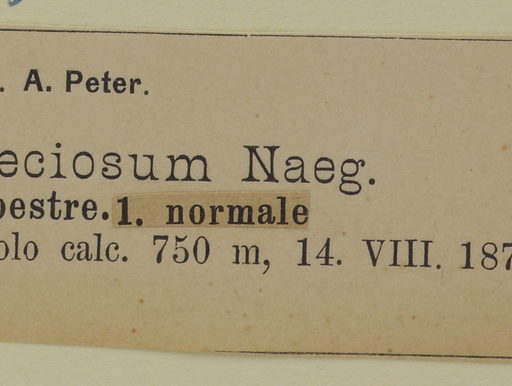 . A. Peter.
eciosum Naeg.
pestre. 1. normale
olo calc. 750 m, 14. VIII. 187